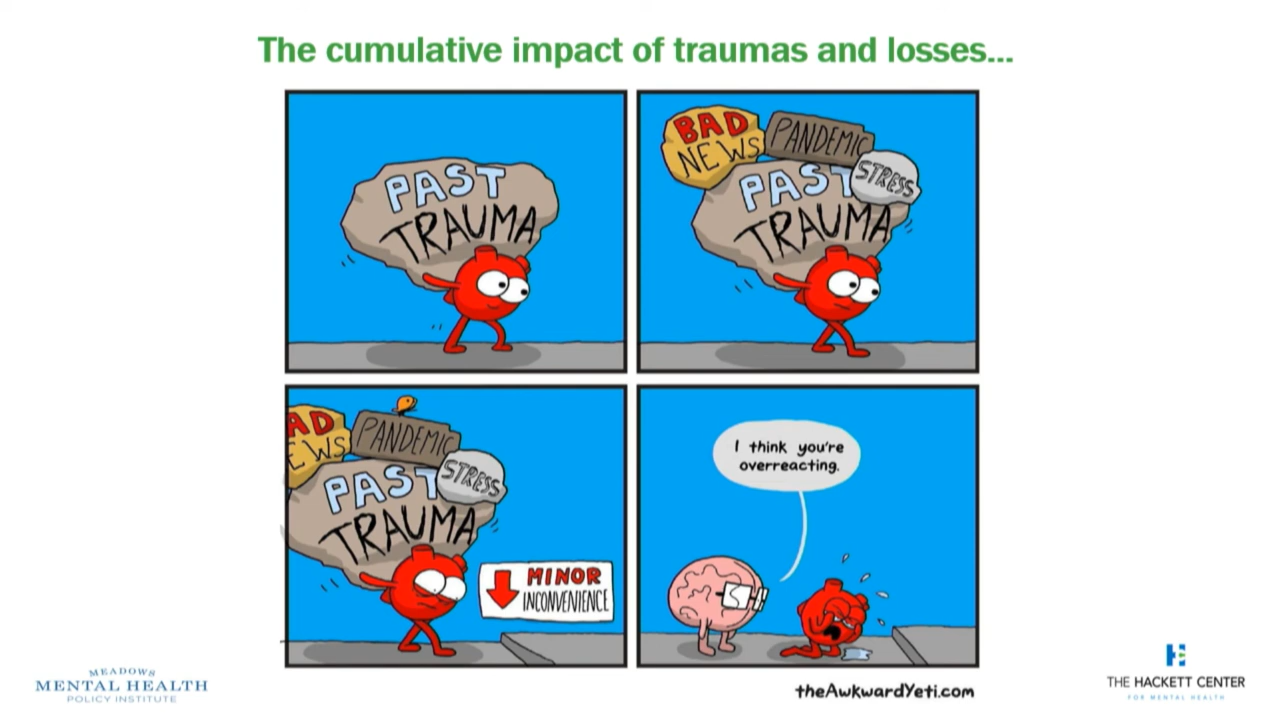 The cumulative impact of traumas and losses...
PAST
TRAUMA
BAD
NEWS
PANDEMIC
STRESS
PAST
TRAUMA
AD
EWS
PANDEMIC
STRESS
PAST
TRAUMA
MINOR
INCONVENIENCE
I think you're
overreacting.
theAwkwardYeti.com
MEADOWS
MENTAL HEALTH
POLICY INSTITUTE
THE HACKETT CENTER
FOR MENTAL HEALTH